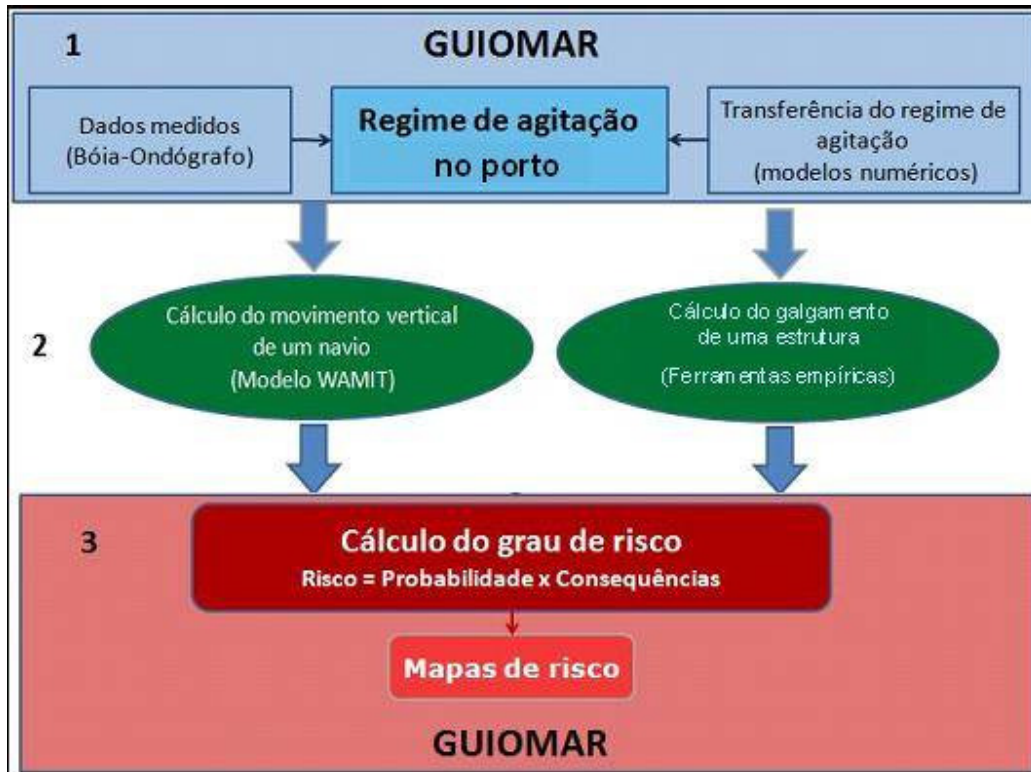 1
GUIOMAR
Dados medidos
(Bóia-Ondógrafo)
Regime de agitação
no porto
Transferência do regime de
agitação
(modelos numéricos)
2
Cálculo do movimento vertical
de um navio
(Modelo WAMIT)
Cálculo do galgamento
de uma estrutura
(Ferramentas empíricas)
3
Cálculo do grau de risco
Risco = Probabilidade x Consequências
Mapas de risco
GUIOMAR